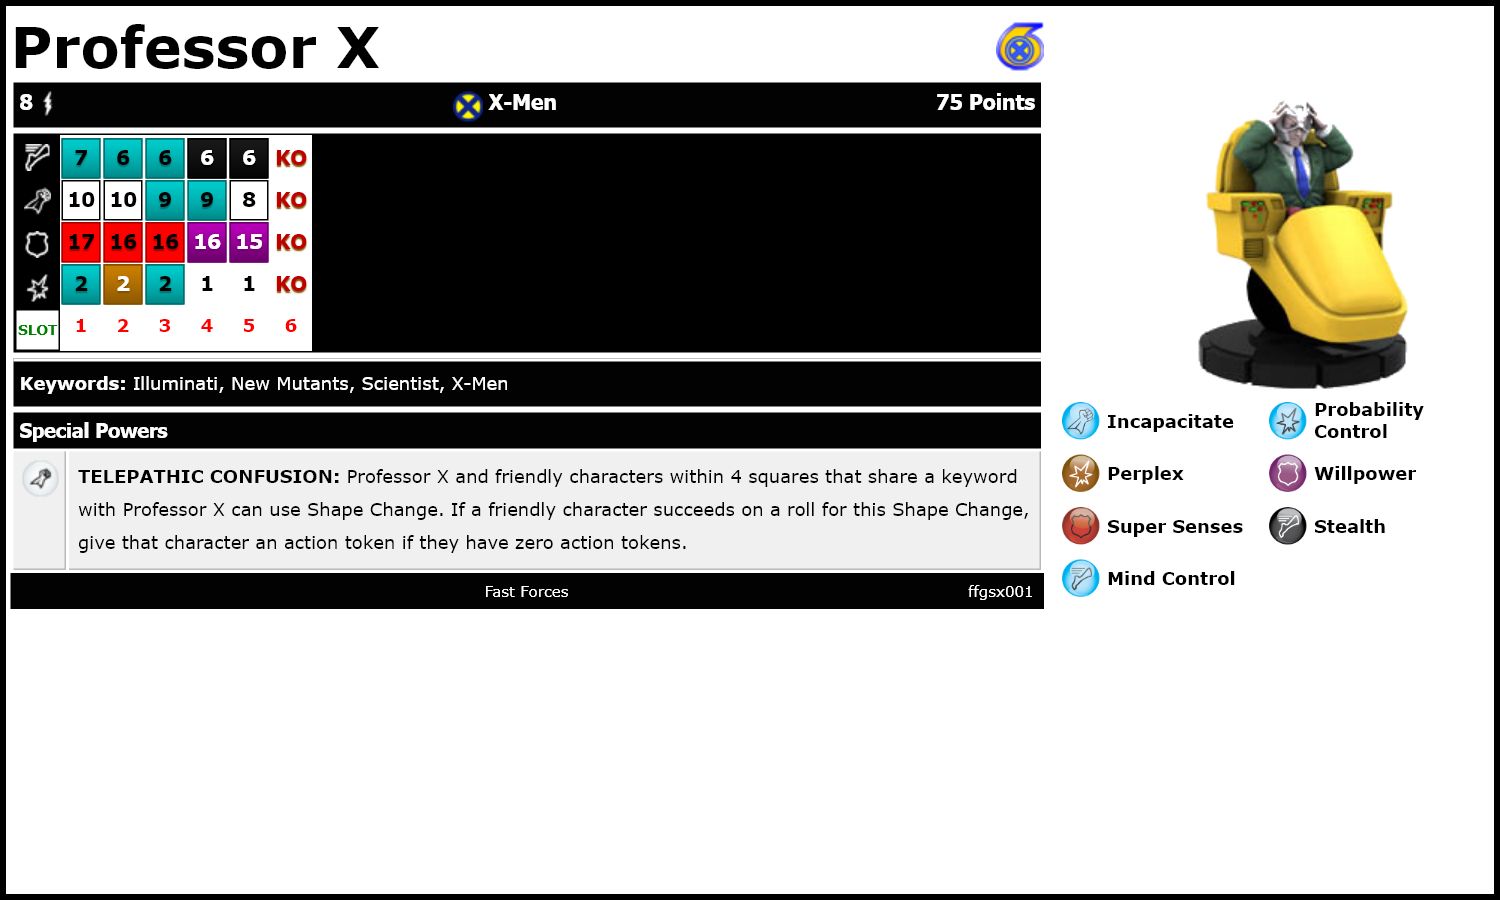 Professor X
8 X-Men 75 Points
7 6 6 6 6 KO
10 10 9 9 8 KO
17 16 16 16 15 KO
2 2 2 1 1 KO
SLOT 1 2 3 4 5 6
Keywords: Illuminati, New Mutants, Scientist, X-Men
Special Powers
TELEPATHIC CONFUSION: Professor X and friendly characters within 4 squares that share a keyword
with Professor X can use Shape Change. If a friendly character succeeds on a roll for this Shape Change,
give that character an action token if they have zero action tokens.
Fast Forces ffgsx001
Incapacitate
Probability
Control
Perplex
Willpower
Super Senses
Stealth
Mind Control